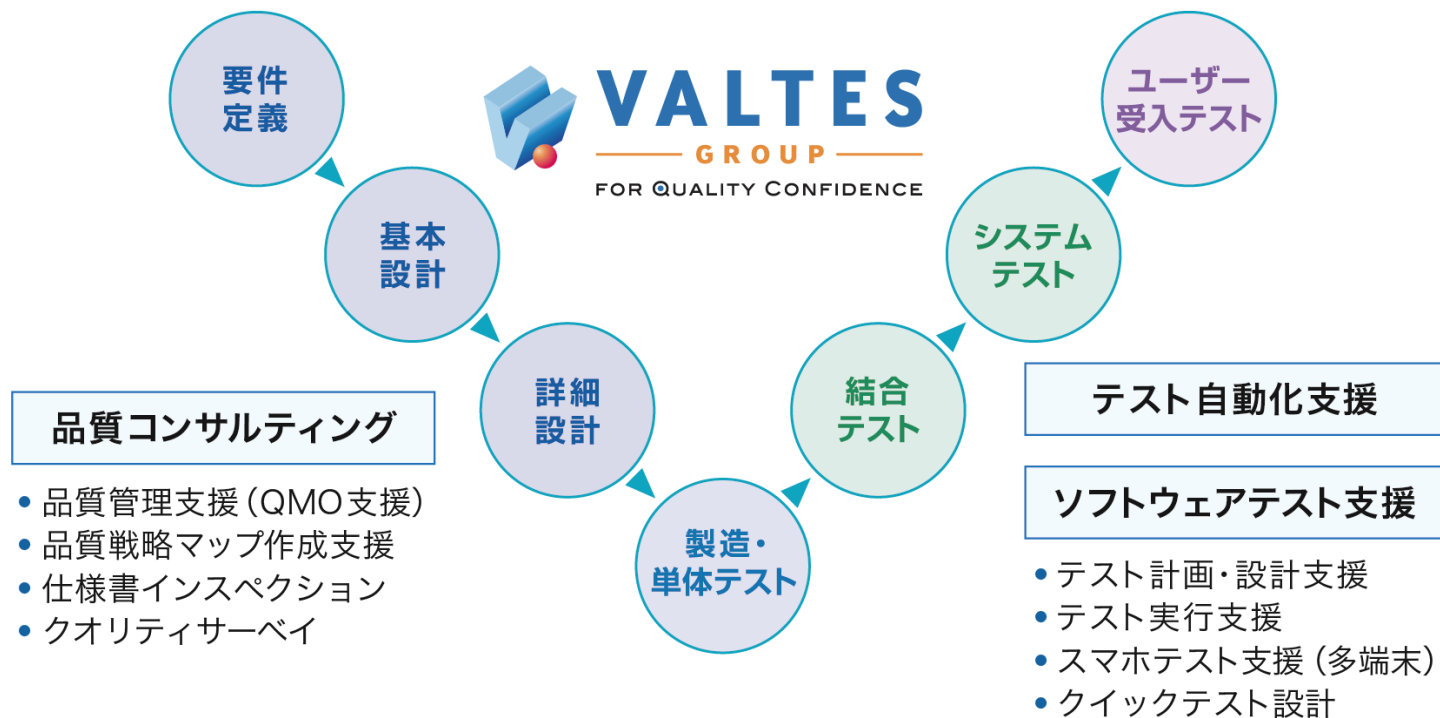 要件
定義
VALTES
GROUP
FOR QUALITY CONFIDENCE
ユーザー
受入テスト
基本
設計
システム
テスト
詳細
設計
結合
テスト
製造・
単体テスト
品質コンサルティング
• 品質管理支援(QMO支援)
• 品質戦略マップ作成支援
• 仕様書インスペクション
• クオリティサーベイ
テスト自動化支援
ソフトウェアテスト支援
• テスト計画・設計支援
• テスト実行支援
• スマホテスト支援(多端末)
• クイックテスト設計